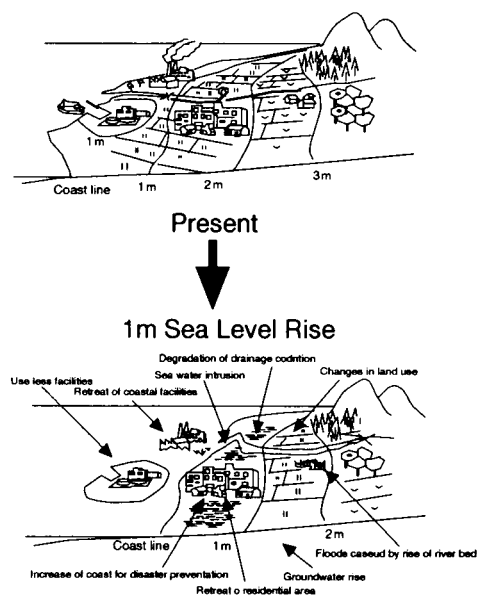 1m
Coast line
1m
2m
3m
Present
1m Sea Level Rise
Degradation of drainage codntion
Sea water intrusion
Changes in land use
Use less facilities
Retreat of coastal facilities
Coast line
1m
2m
Floods caseud by rise of river bed
Increase of coast for disaster preventation
Groundwater rise
Retreat o residential area